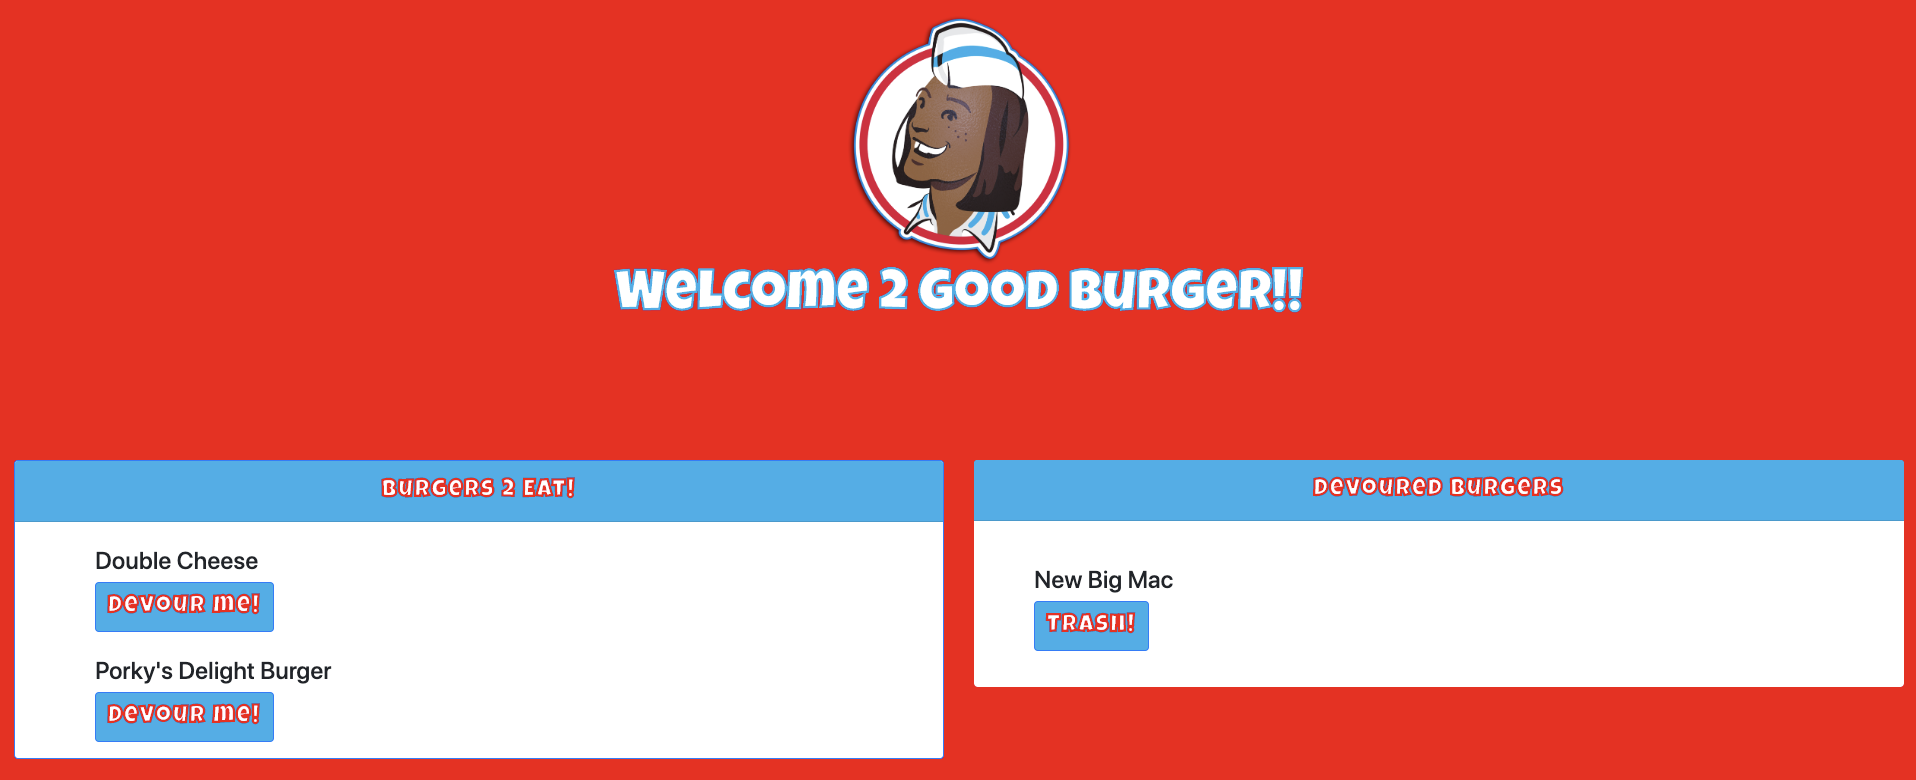 Welcome 2 Good Burger!!
Burgers 2 Eat!
Double Cheese
Devour me!
Porky's Delight Burger
Devour me!
Devoured Burgers
New Big Mac
TRASH!